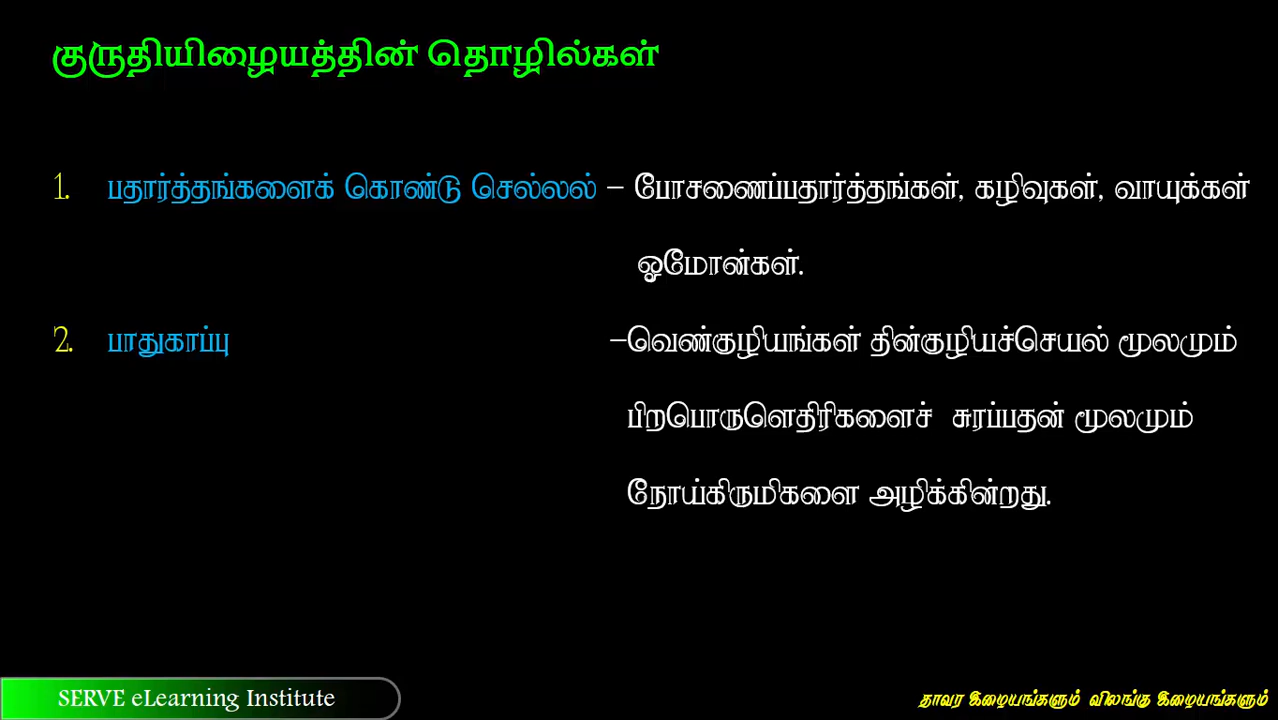 குருதியிழையத்தின் தொழில்கள்
1. பதார்த்தங்களைக் கொண்டு செல்லல் – போசணைப்பதார்த்தங்கள், கழிவுகள், வாயுக்கள்
ஓமோன்கள்.
2. பாதுகாப்பு –வெண்குழியங்கள் தின்குழியச்செயல் மூலமும்
பிறபொருளெதிரிகளைச் சுரப்பதன் மூலமும்
நோய்கிருமிகளை அழிக்கின்றது.
SERVE eLearning Institute
தாவர இழையங்களும் விலங்கு இழையங்களும்